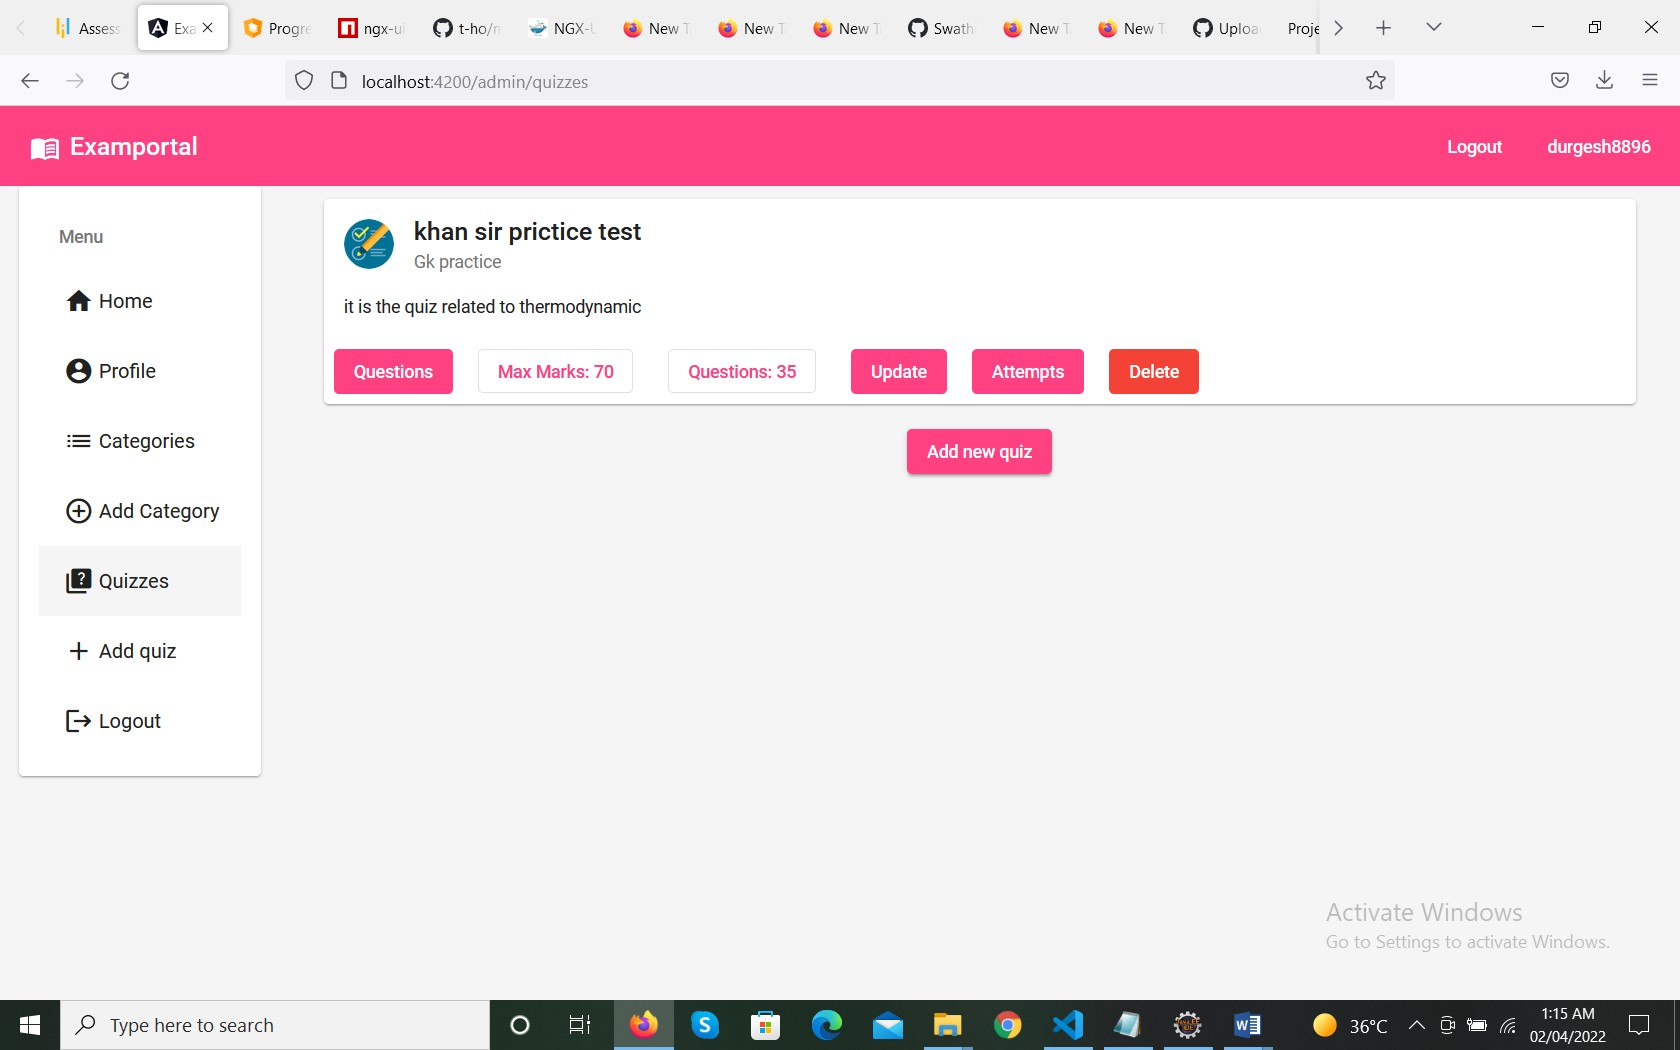 Assess
Exa
Progre
ngx-ui
t-ho/n
NGX-U
New T
New T
New T
Swath
New T
New T
Uploa
Proje
localhost:4200/admin/quizzes
Examportal
Logout
durgesh8896
Menu
Home
Profile
Categories
Add Category
Quizzes
Add quiz
Logout
khan sir prictice test
Gk practice
it is the quiz related to thermodynamic
Questions
Max Marks: 70
Questions: 35
Update
Attempts
Delete
Add new quiz
Activate Windows
Go to Settings to activate Windows.
Type here to search
36°C
1:15 AM
02/04/2022